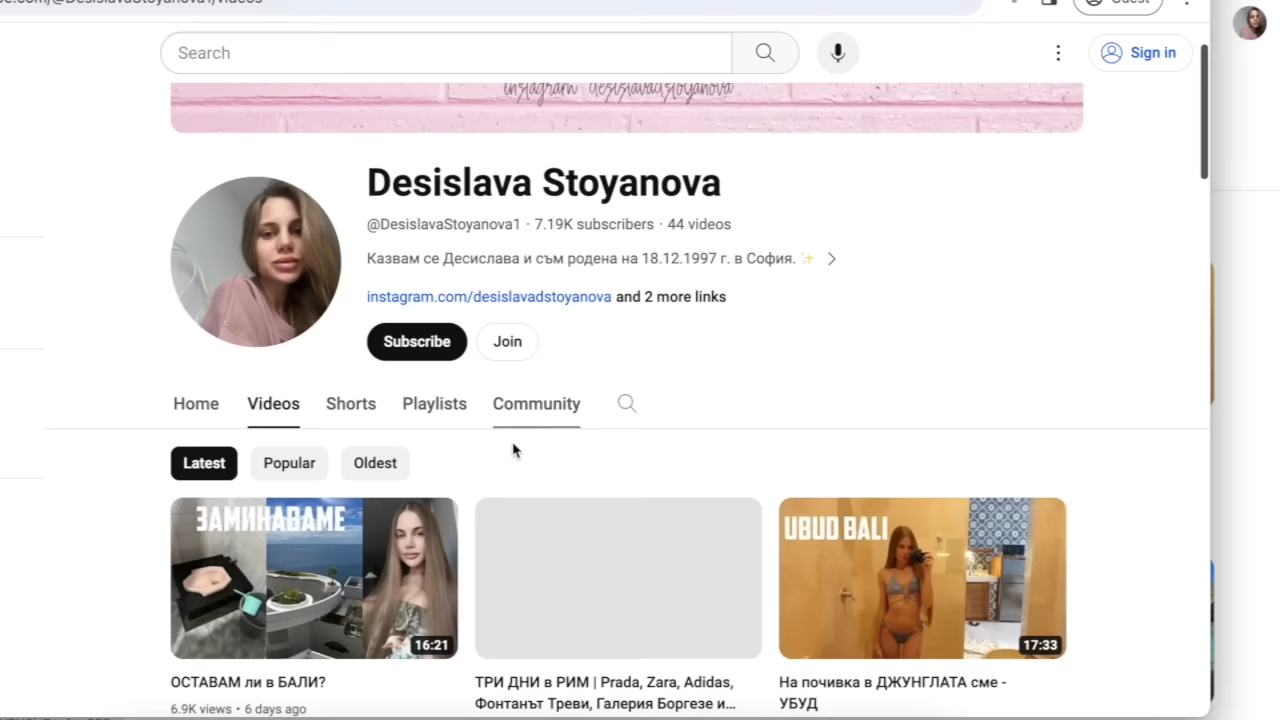 Search
Sign in
instagram desislavadstoyanova
Desislava Stoyanova
@DesislavaStoyanova1 · 7.19K subscribers · 44 videos
Казвам се Десислава и съм родена на 18.12.1997 г. в София. ✨
instagram.com/desislavadstoyanova and 2 more links
Subscribe
Join
Home
Videos
Shorts
Playlists
Community
Latest
Popular
Oldest
ЗАМИНАВАМЕ
16:21
UBUD BALI
17:33
ОСТАВАМ ли в БАЛИ?
6.9K views • 6 days ago
ТРИ ДНИ в РИМ | Prada, Zara, Adidas,
Фонтанът Треви, Галерия Боргезе и...
На почивка в ДЖУНГЛАТА сме -
УБУД